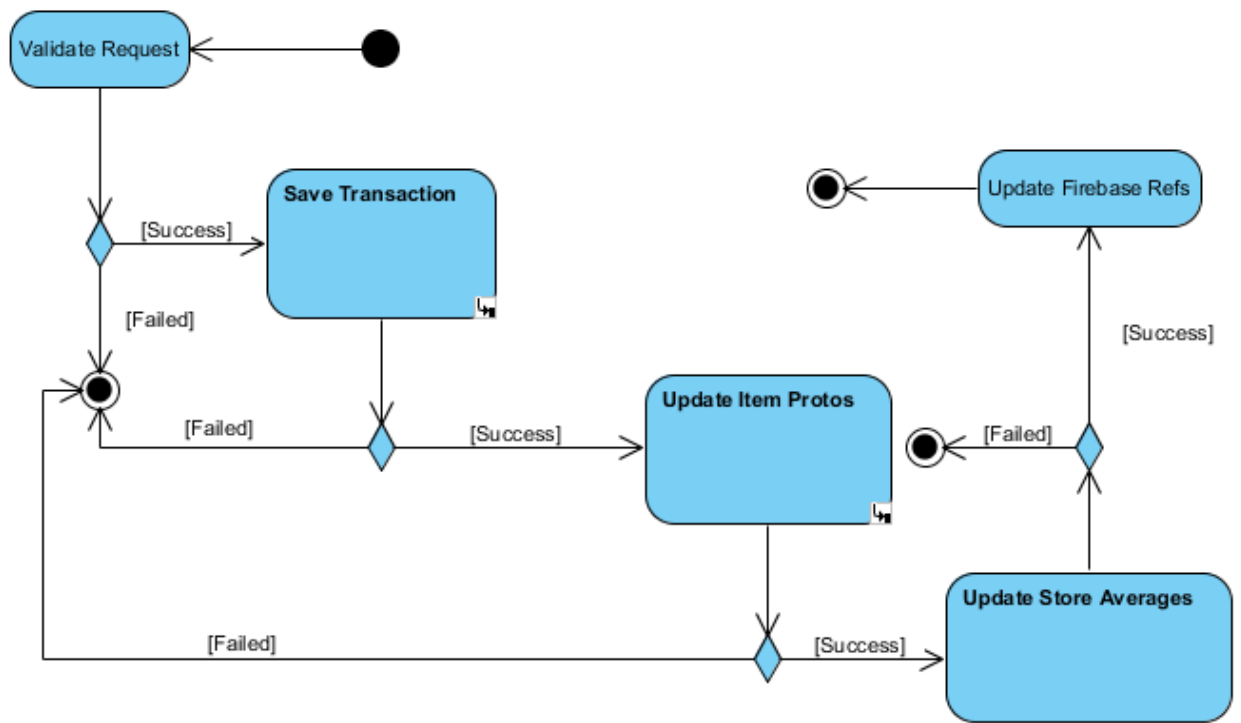 Validate Request
Save Transaction
Update Firebase Refs
[Success]
[Failed]
[Success]
Update Item Protos
[Failed]
[Success]
[Failed]
Update Store Averages
[Failed]
[Success]